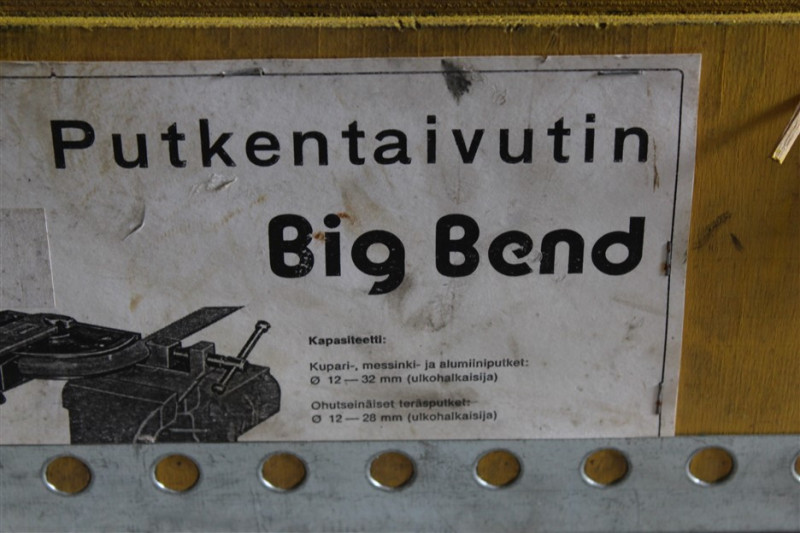 Putkentaivutin
Big Bend
Kapasiteetti:
Kupari-, messinki- ja alumiiniputket:
Ø 12 — 32 mm (ulkohalkaisija)
Ohutseinäiset teräsputket:
Ø 12 — 28 mm (ulkohalkaisija)